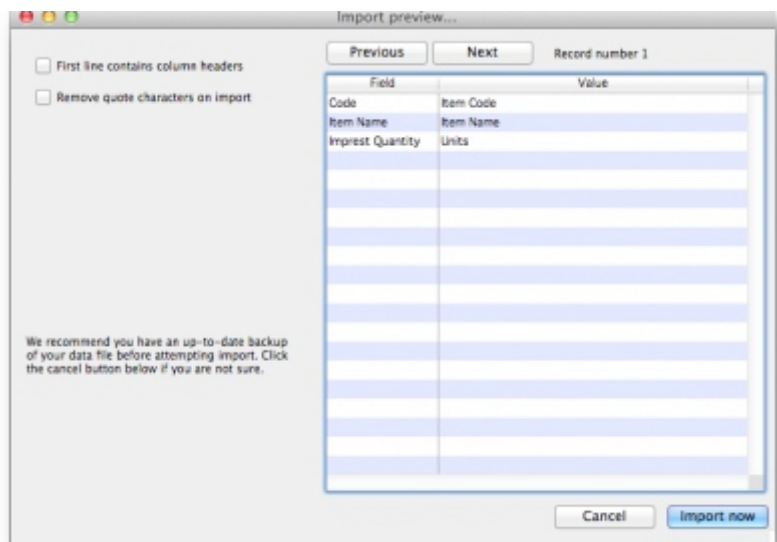 Import preview...
Previous Next Record number 1
First line contains column headers
Remove quote characters on import
Field Value
Code Item Code
Item Name Item Name
Imprest Quantity Units
We recommend you have an up-to-date backup
of your data file before attempting import. Click
the cancel button below if you are not sure.
Cancel Import now